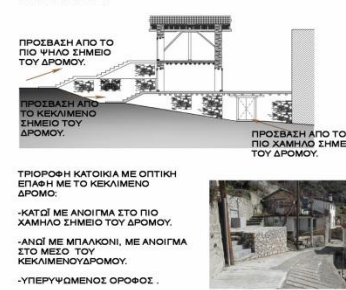 ΠΡΟΣΒΑΣΗ ΑΠΟ ΤΟ
ΠΙΟ ΨΗΛΟ ΣΗΜΕΙΟ
ΤΟΥ ΔΡΟΜΟΥ.
ΠΡΟΣΒΑΣΗ ΑΠΟ
ΤΟ ΚΕΚΛΙΜΕΝΟ
ΣΗΜΕΙΟ ΤΟΥ
ΔΡΟΜΟΥ.
ΠΡΟΣΒΑΣΗ ΑΠΟ ΤΟ
ΠΙΟ ΧΑΜΗΛΟ ΣΗΜΕ
ΤΟΥ ΔΡΟΜΟΥ.
ΤΡΙΟΡΟΦΗ ΚΑΤΟΙΚΙΑ ΜΕ ΟΠΤΙΚΗ
ΕΠΑΦΗ ΜΕ ΤΟ ΚΕΚΛΙΜΕΝΟ
ΔΡΟΜΟ:
-ΚΑΤΩΪ ΜΕ ΑΝΟΙΓΜΑ ΣΤΟ ΠΙΟ
ΧΑΜΗΛΟ ΣΗΜΕΙΟ ΤΟΥ ΔΡΟΜΟΥ.
-ΑΝΩΪ ΜΕ ΜΠΑΛΚΟΝΙ, ΜΕ ΑΝΟΙΓΜΑ
ΣΤΟ ΜΕΣΟ ΤΟΥ
ΚΕΚΛΙΜΕΝΟΥΔΡΟΜΟΥ.
-ΥΠΕΡΥΨΩΜΕΝΟΣ ΟΡΟΦΟΣ .